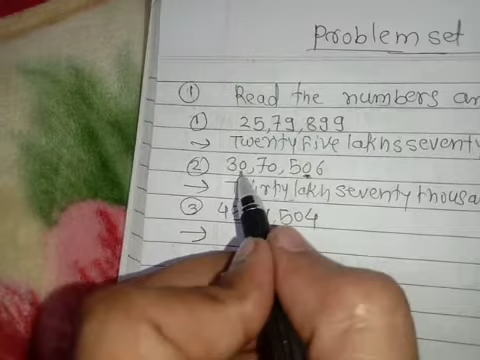 Problem set
① Read the numbers
① 25,79,899
→ Twenty five lakhs seventy
② 30,70,506
→ Thirty lakh seventy thousa
③ 4 ,504
→